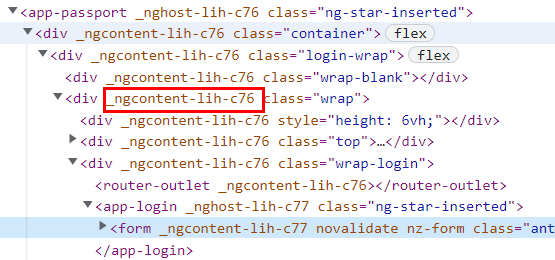 <app-passport _nghost-lih-c76 class="ng-star-inserted">
<div _ngcontent-lih-c76 class="container"> flex
<div _ngcontent-lih-c76 class="login-wrap"> flex
<div _ngcontent-lih-c76 class="wrap-blank"></div>
<div _ngcontent-lih-c76 class="wrap">
<div _ngcontent-lih-c76 style="height: 6vh;"></div>
<div _ngcontent-lih-c76 class="top">…</div>
<div _ngcontent-lih-c76 class="wrap-login">
<router-outlet _ngcontent-lih-c76></router-outlet>
<app-login _nghost-lih-c77 class="ng-star-inserted">
<form _ngcontent-lih-c77 novalidate nz-form class="ant
</app-login>